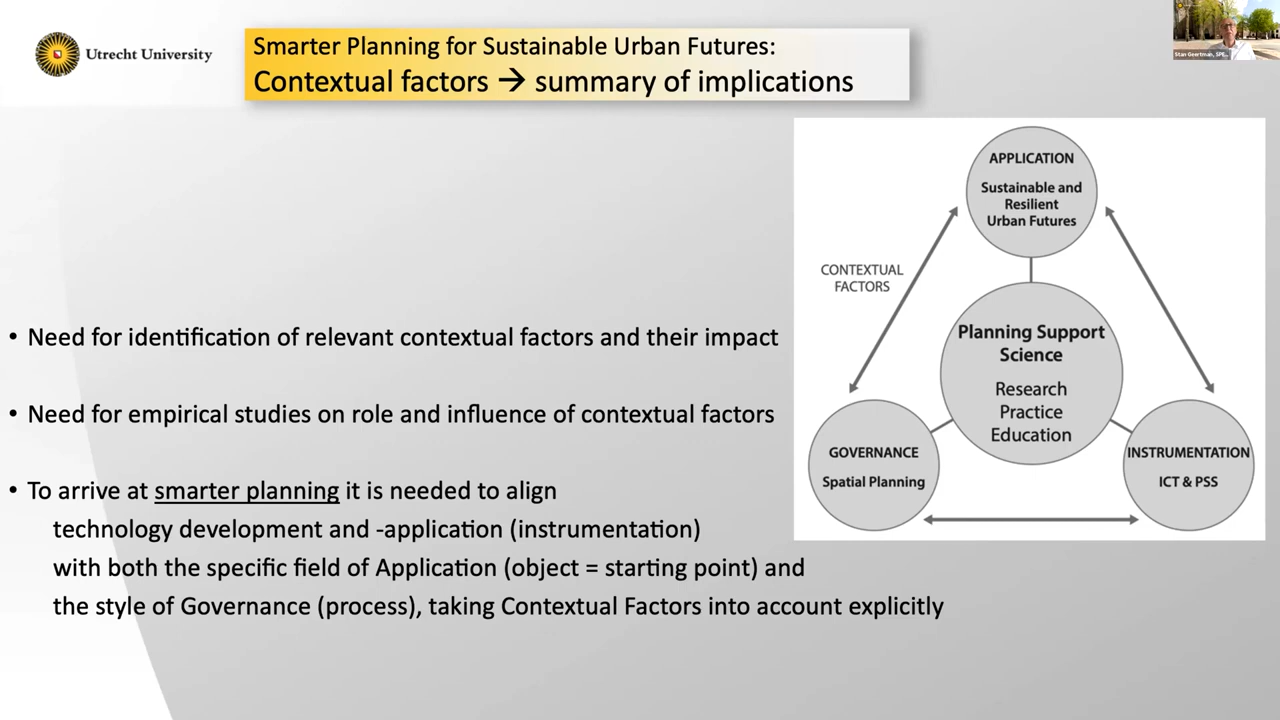 Utrecht University
Smarter Planning for Sustainable Urban Futures:
Contextual factors → summary of implications
Stan Geertman, SPE...
• Need for identification of relevant contextual factors and their impact
• Need for empirical studies on role and influence of contextual factors
• To arrive at smarter planning it is needed to align
technology development and -application (instrumentation)
with both the specific field of Application (object = starting point) and
the style of Governance (process), taking Contextual Factors into account explicitly
APPLICATION
Sustainable and
Resilient
Urban Futures
CONTEXTUAL
FACTORS
Planning Support
Science
Research
Practice
Education
GOVERNANCE
Spatial Planning
INSTRUMENTATION
ICT & PSS